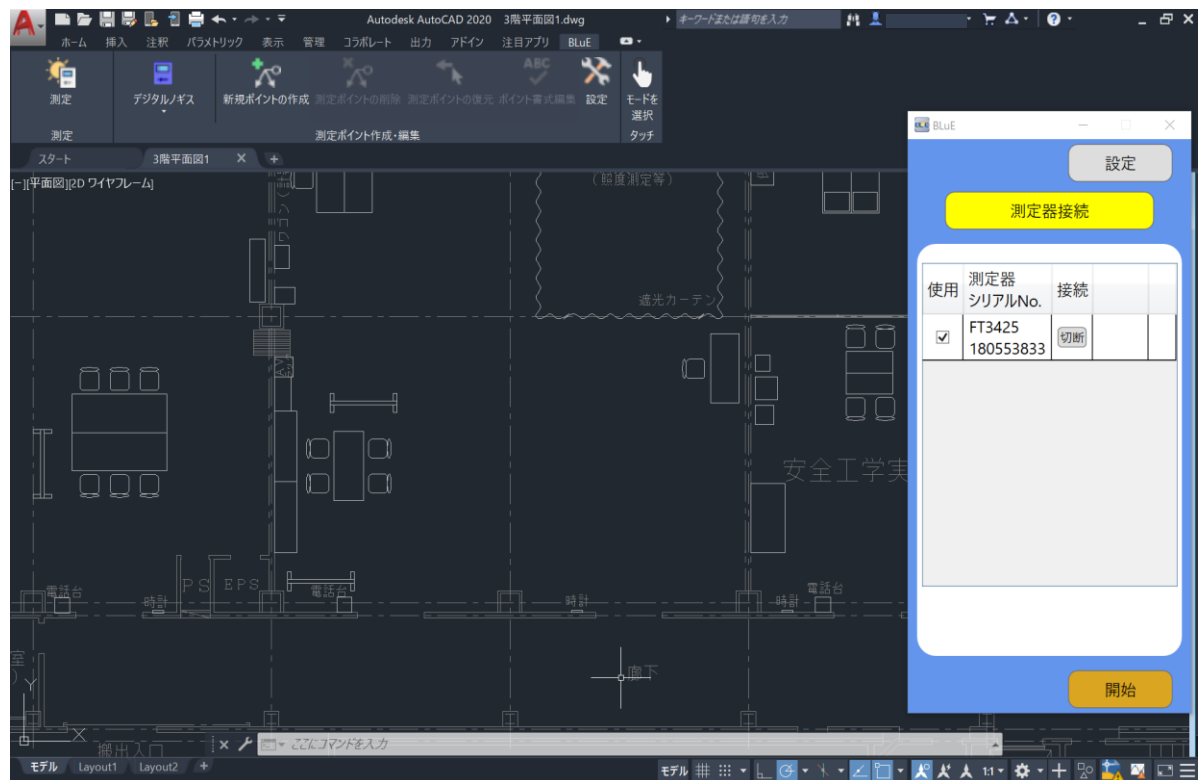 Autodesk AutoCAD 2020 3階平面図1.dwg
キーワードまたは語句を入力
ホーム 挿入 注釈 パラメトリック 表示 管理 コラボレート 出力 アドイン 注目アプリ BLuE
ABC
測定 デジタルノギス 新規ポイントの作成 測定ポイントの削除 測定ポイントの復元 ポイント書式編集 設定 モードを
選択
測定 測定ポイント作成・編集 タッチ
スタート 3階平面図1
[−][平面図][2D ワイヤフレーム]
(照度測定等)
遮光カーテン
安全工学実
PS EPS
電話台
時計
電話台
時計
時計
電話台
廊下
室
Y
X
搬出入口
ここにコマンドを入力
モデル Layout1 Layout2 +
モデル 1:1
BLuE
設定
測定器接続
使用 測定器
シリアルNo. 接続
FT3425
180553833 切断
開始